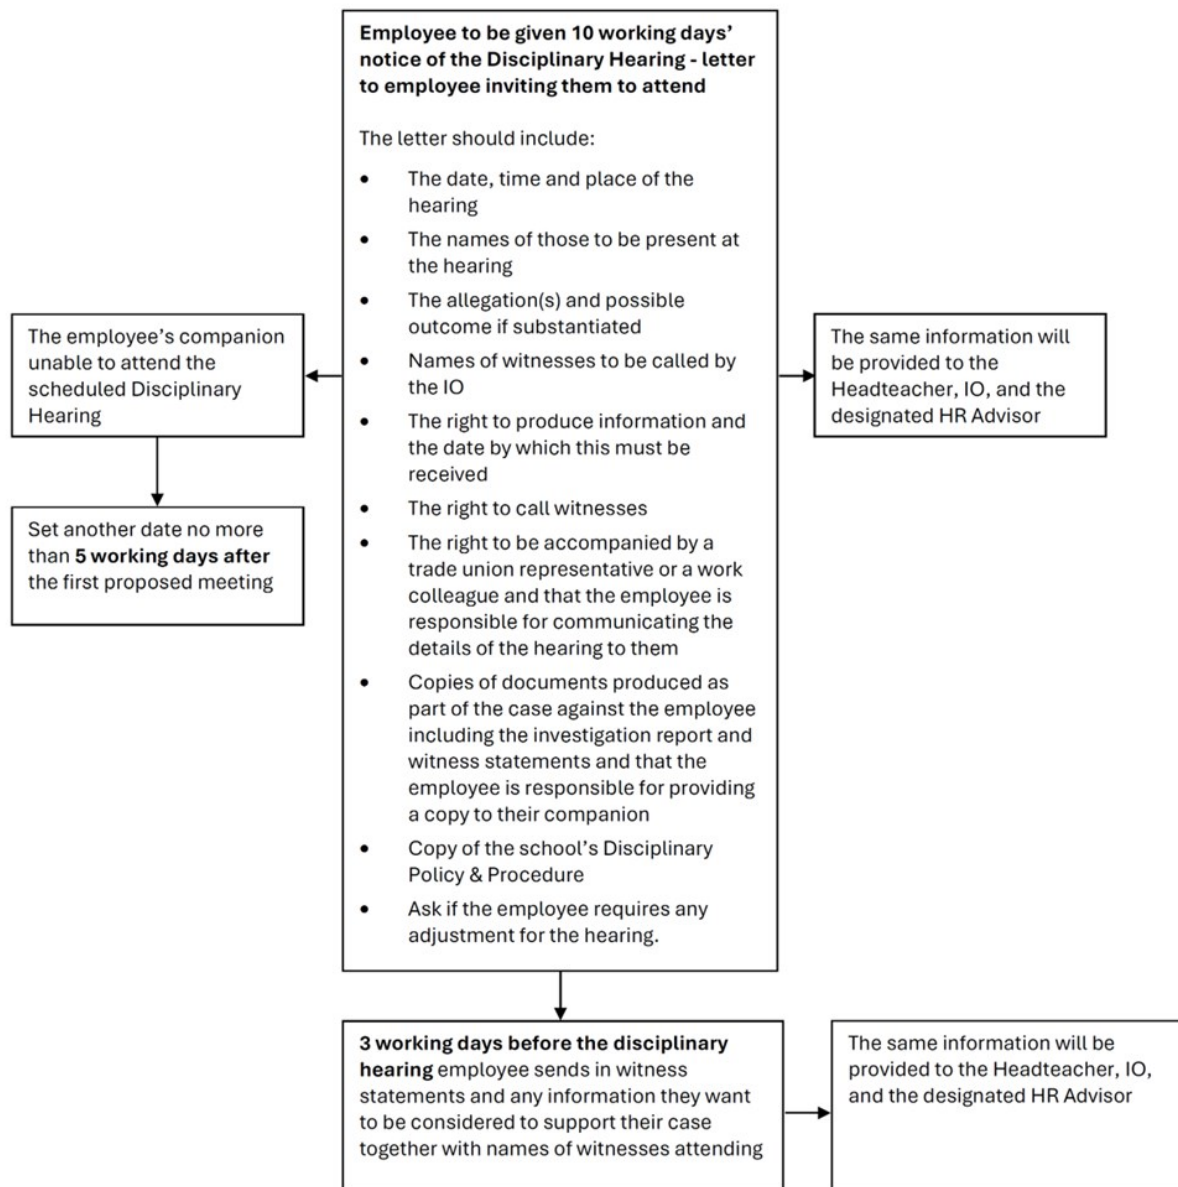 Employee to be given 10 working days’
notice of the Disciplinary Hearing - letter
to employee inviting them to attend
The letter should include:
• The date, time and place of the
hearing
• The names of those to be present at
the hearing
• The allegation(s) and possible
outcome if substantiated
• Names of witnesses to be called by
the IO
• The right to produce information and
the date by which this must be
received
• The right to call witnesses
• The right to be accompanied by a
trade union representative or a work
colleague and that the employee is
responsible for communicating the
details of the hearing to them
• Copies of documents produced as
part of the case against the employee
including the investigation report and
witness statements and that the
employee is responsible for providing
a copy to their companion
• Copy of the school’s Disciplinary
Policy & Procedure
• Ask if the employee requires any
adjustment for the hearing.
The employee’s companion
unable to attend the
scheduled Disciplinary
Hearing
Set another date no more
than 5 working days after
the first proposed meeting
The same information will
be provided to the
Headteacher, IO, and the
designated HR Advisor
3 working days before the disciplinary
hearing employee sends in witness
statements and any information they want
to be considered to support their case
together with names of witnesses attending
The same information will be
provided to the Headteacher, IO,
and the designated HR Advisor